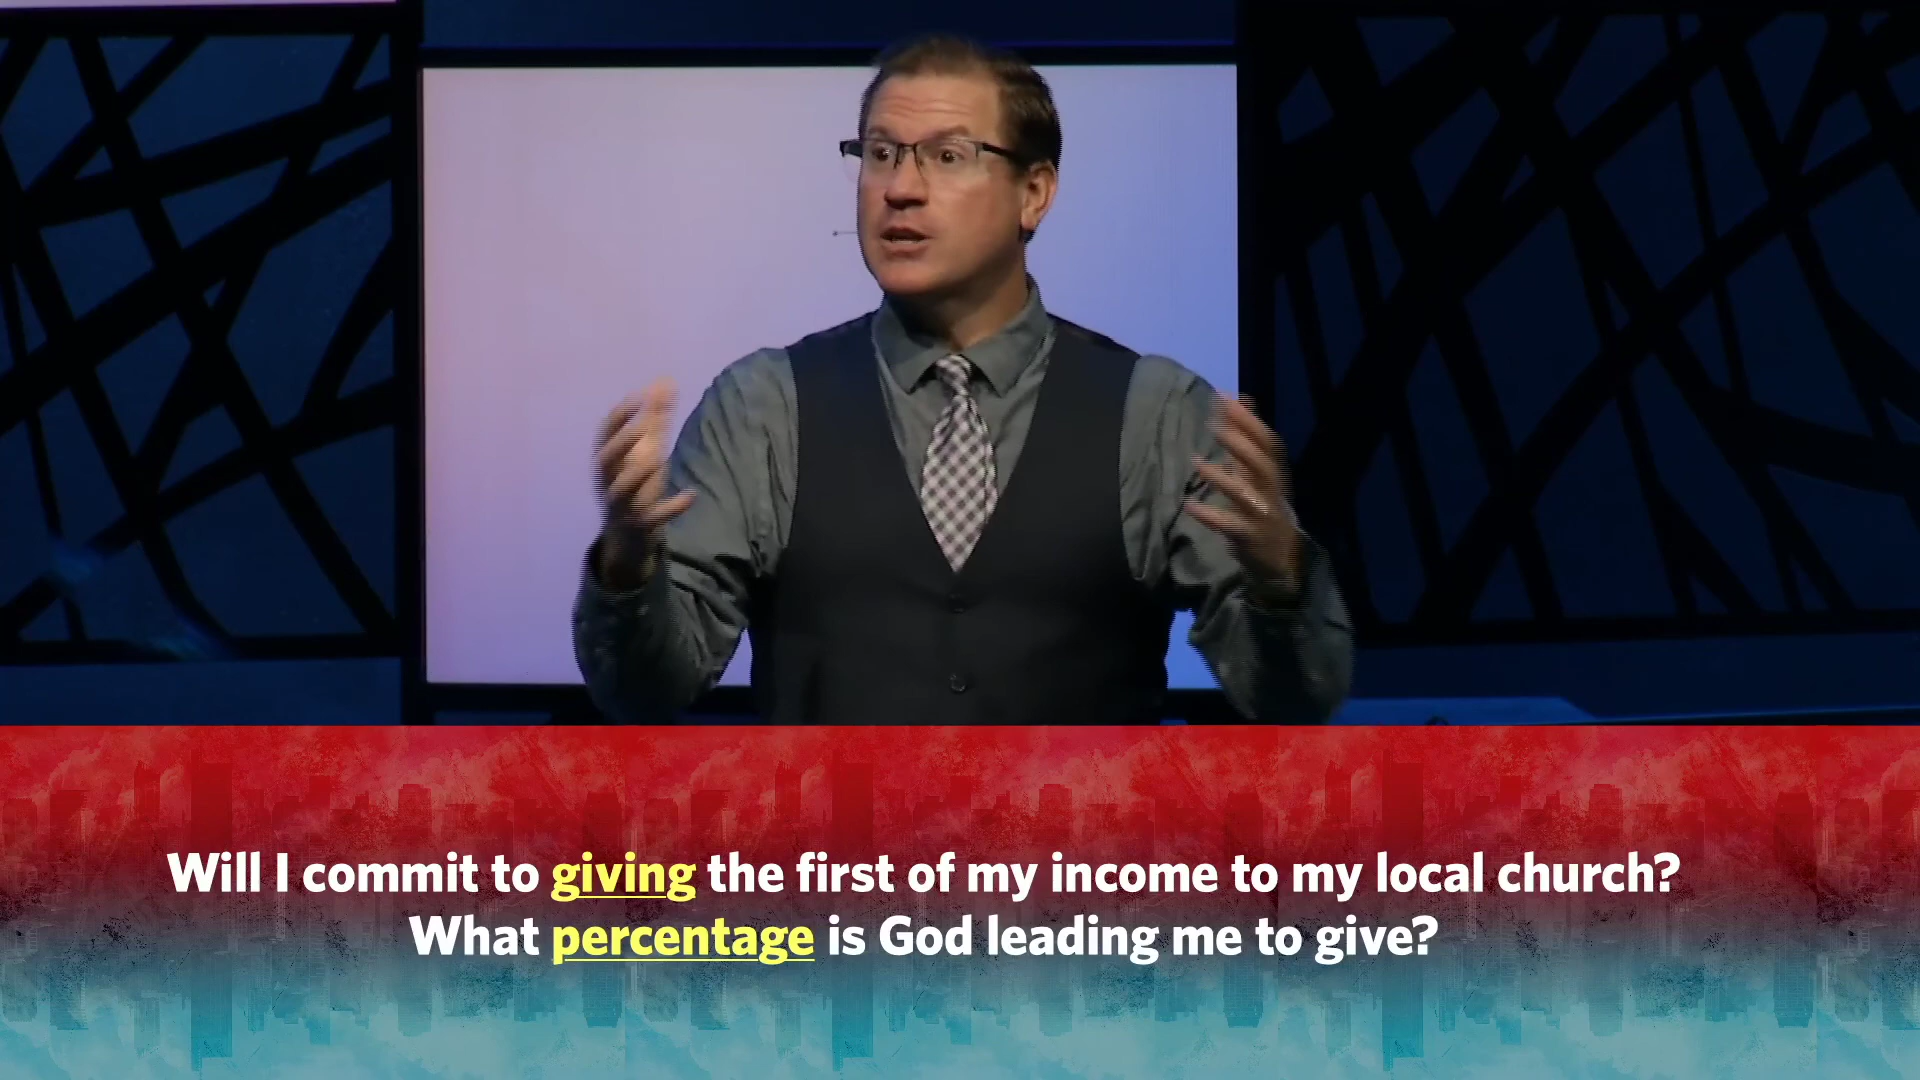 Will I commit to giving the first of my income to my local church?
What percentage is God leading me to give?